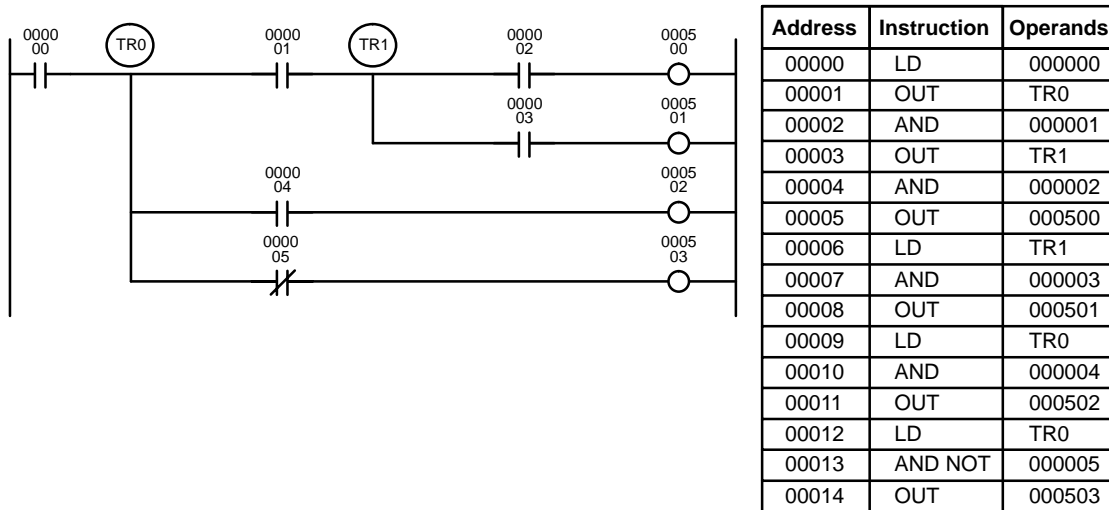 0000
00
TR0
0000
01
TR1
0000
02
0005
00
0000
03
0005
01
0000
04
0005
02
0000
05
0005
03
Address Instruction Operands
00000 LD 000000
00001 OUT TR0
00002 AND 000001
00003 OUT TR1
00004 AND 000002
00005 OUT 000500
00006 LD TR1
00007 AND 000003
00008 OUT 000501
00009 LD TR0
00010 AND 000004
00011 OUT 000502
00012 LD TR0
00013 AND NOT 000005
00014 OUT 000503